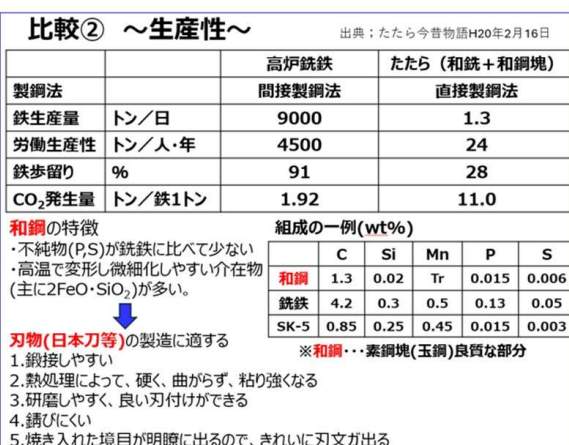 比較② ～生産性～
出典；たたら今昔物語H20年2月16日
高炉銑鉄 たたら（和銑＋和鋼塊）
製鋼法 間接製鋼法 直接製鋼法
鉄生産量 トン／日 9000 1.3
労働生産性 トン／人･年 4500 24
鉄歩留り % 91 28
CO₂発生量 トン／鉄1トン 1.92 11.0
和鋼の特徴
・不純物(P,S)が銑鉄に比べて少ない
・高温で変形し微細化しやすい介在物
(主に2FeO・SiO₂)が多い。
組成の一例(wt%)
C Si Mn P S
和鋼 1.3 0.02 Tr 0.015 0.006
銑鉄 4.2 0.3 0.5 0.13 0.05
SK-5 0.85 0.25 0.45 0.015 0.003
※和鋼･･･素鋼塊(玉鋼)良質な部分
刃物(日本刀等)の製造に適する
1.鍛接しやすい
2.熱処理によって、硬く、曲がらず、粘り強くなる
3.研磨しやすく、良い刃付けができる
4.錆びにくい
5.焼き入れた境目が明瞭に出るので、きれいに刃文が出る